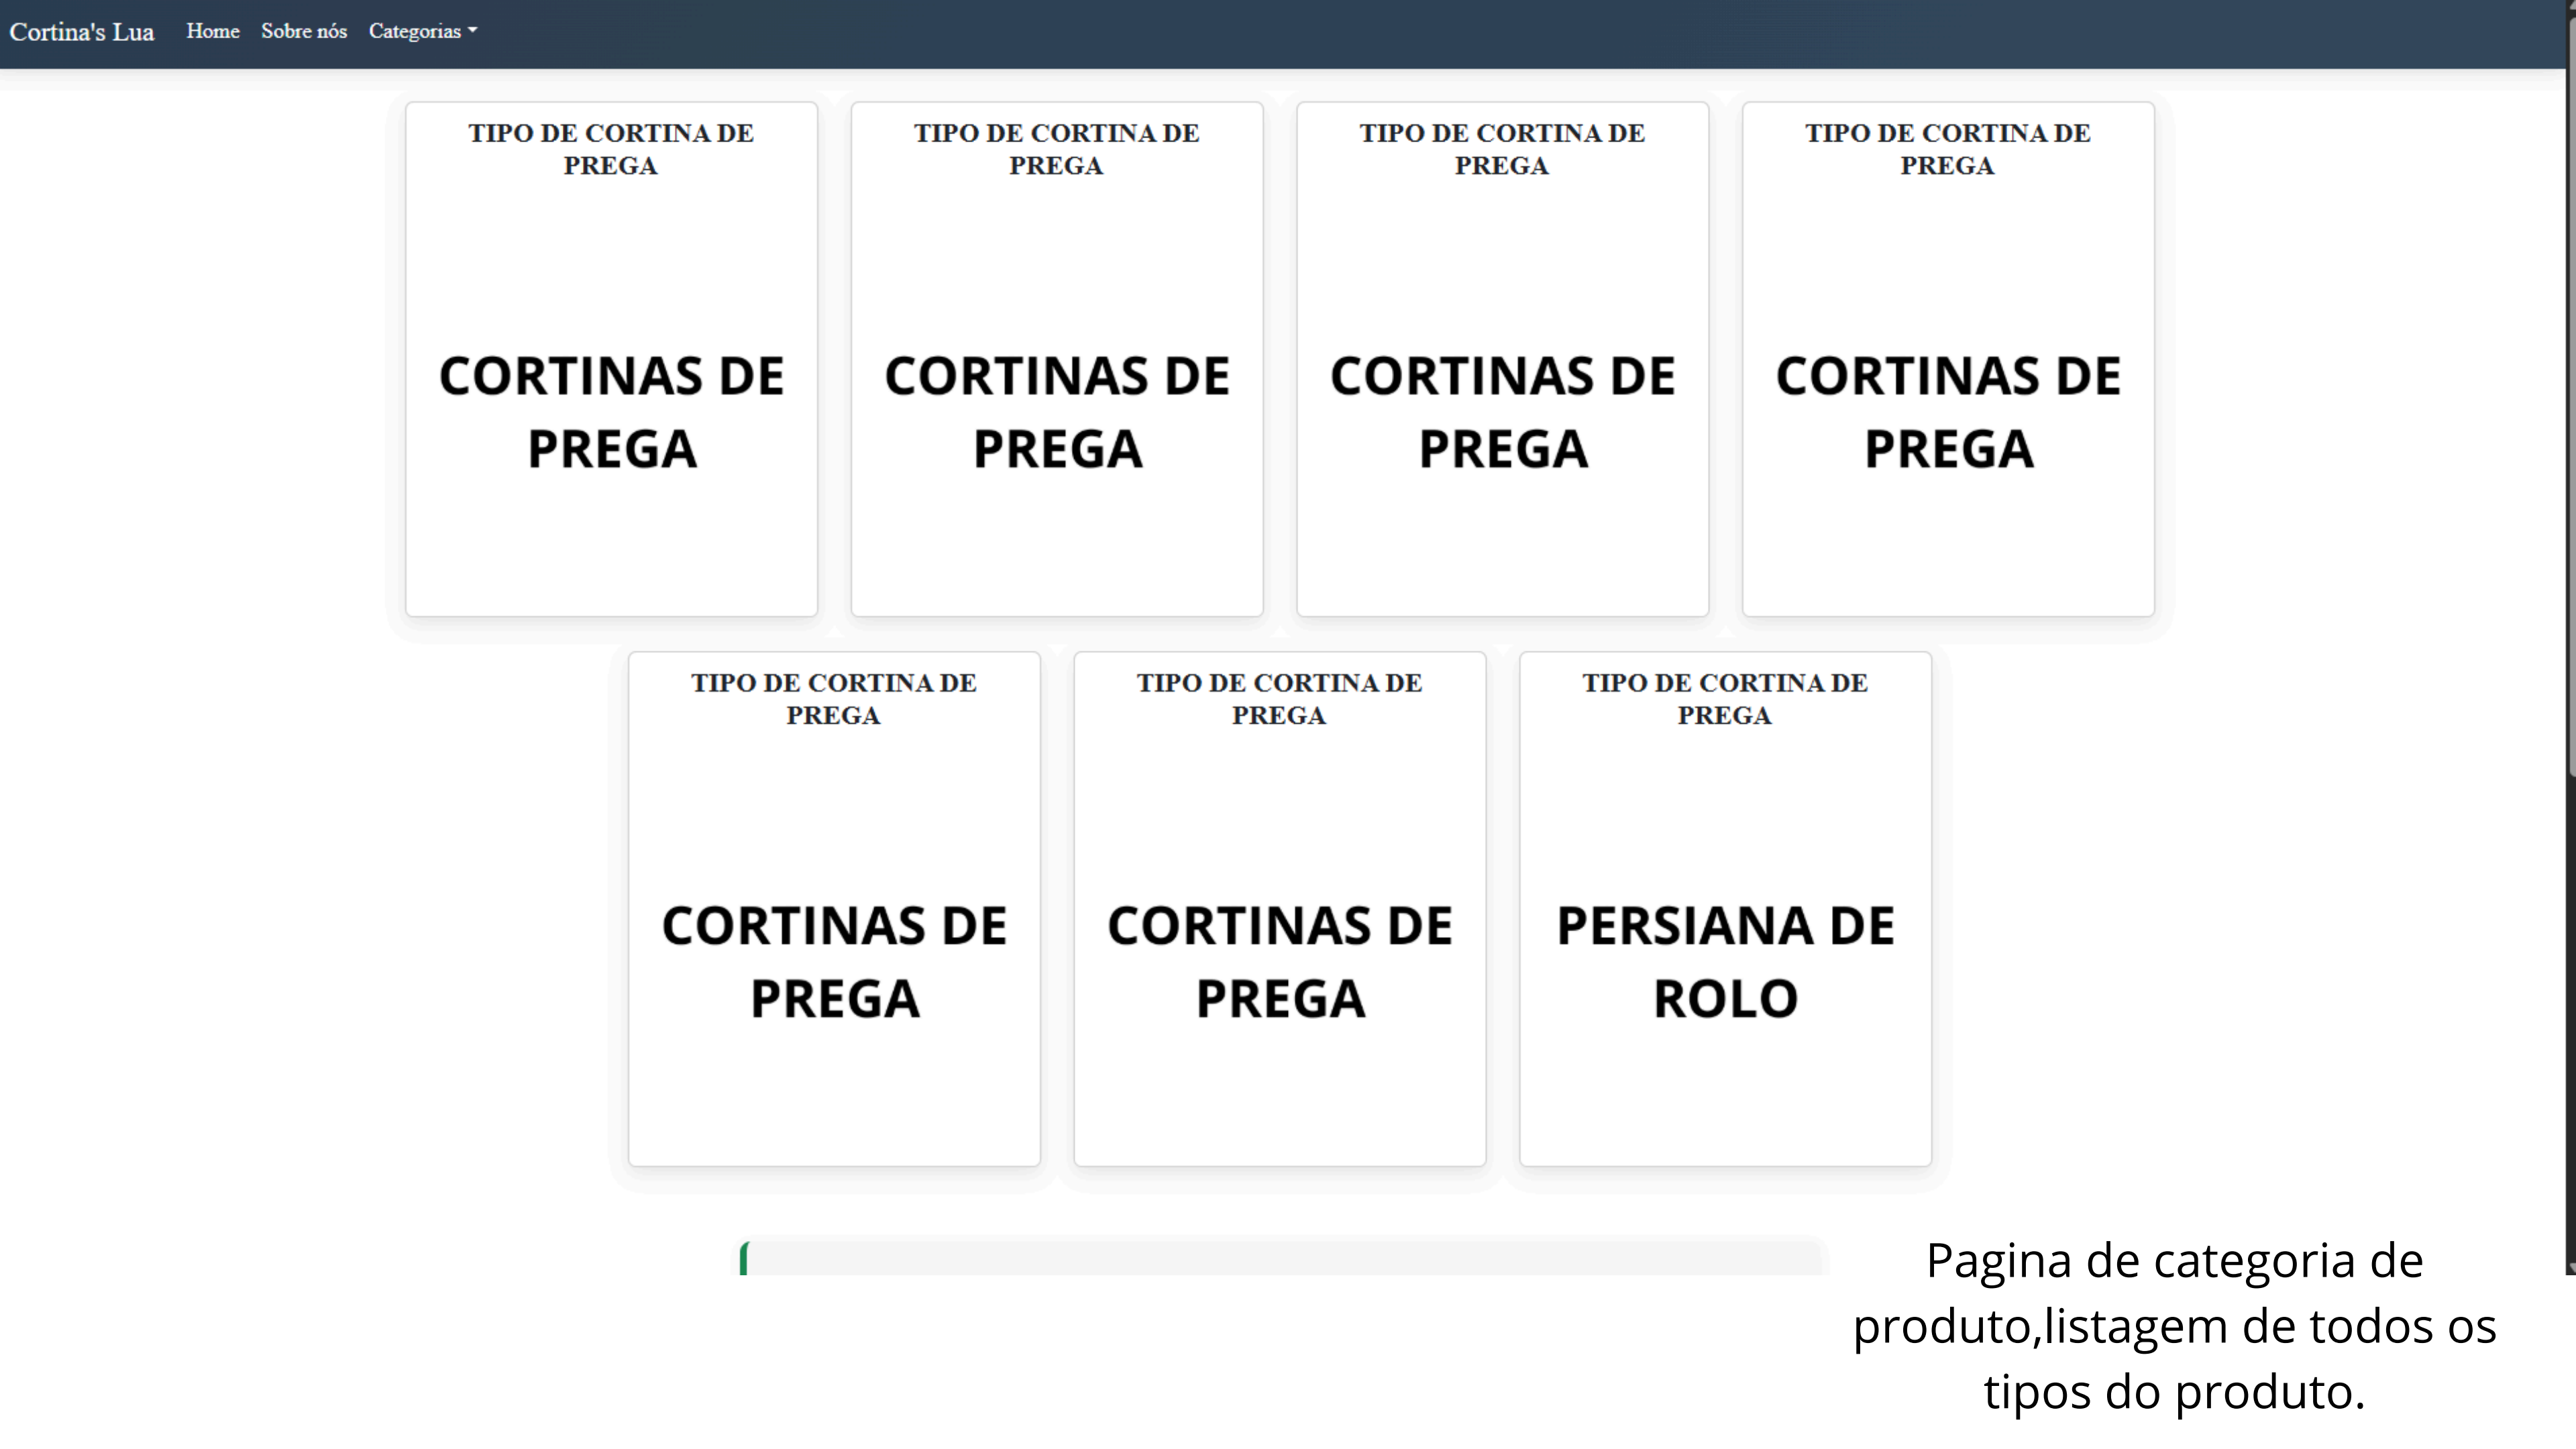 Cortina's Lua Home Sobre nós Categorias
TIPO DE CORTINA DE
PREGA
CORTINAS DE
PREGA
TIPO DE CORTINA DE
PREGA
CORTINAS DE
PREGA
TIPO DE CORTINA DE
PREGA
CORTINAS DE
PREGA
TIPO DE CORTINA DE
PREGA
CORTINAS DE
PREGA
TIPO DE CORTINA DE
PREGA
CORTINAS DE
PREGA
TIPO DE CORTINA DE
PREGA
CORTINAS DE
PREGA
TIPO DE CORTINA DE
PREGA
PERSIANA DE
ROLO
Pagina de categoria de
produto,listagem de todos os
tipos do produto.